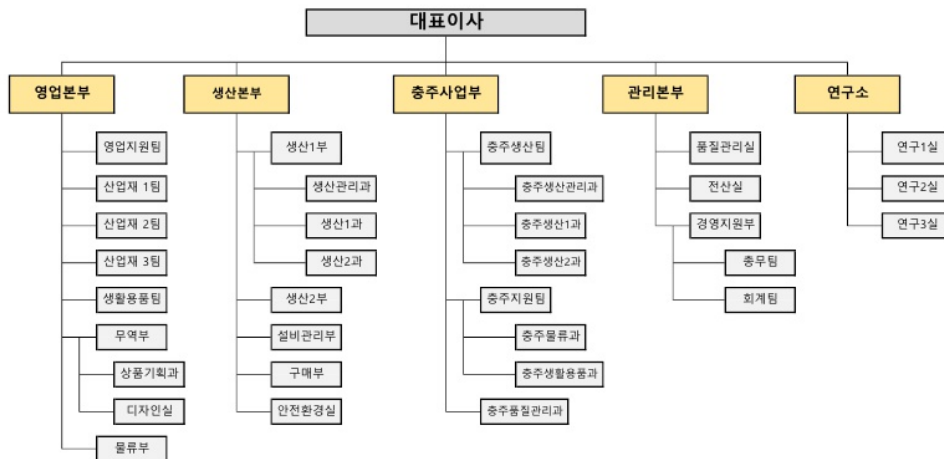 대표이사
영업본부
영업지원팀
산업재 1팀
산업재 2팀
산업재 3팀
생활용품팀
무역부
상품기획과
디자인실
물류부
생산본부
생산1부
생산관리과
생산1과
생산2과
생산2부
설비관리부
구매부
안전환경실
충주사업부
충주생산팀
충주생산관리과
충주생산1과
충주생산2과
충주지원팀
충주물류과
충주생활용품과
충주품질관리과
관리본부
품질관리실
전산실
경영지원부
총무팀
회계팀
연구소
연구1실
연구2실
연구3실